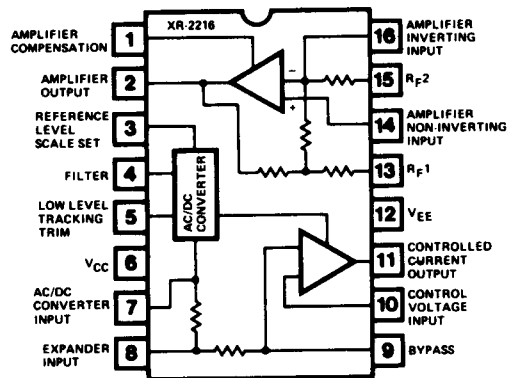 XR-2216
AMPLIFIER
COMPENSATION
1
AMPLIFIER
OUTPUT
2
REFERENCE
LEVEL
SCALE SET
3
FILTER
4
LOW LEVEL
TRACKING
TRIM
5
VCC
6
AC/DC
CONVERTER
INPUT
7
EXPANDER
INPUT
8
AC/DC
CONVERTER
−
+
16
AMPLIFIER
INVERTING
INPUT
15
RF2
14
AMPLIFIER
NON-INVERTING
INPUT
13
RF1
12
VEE
11
CONTROLLED
CURRENT
OUTPUT
10
CONTROL
VOLTAGE
INPUT
9
BYPASS